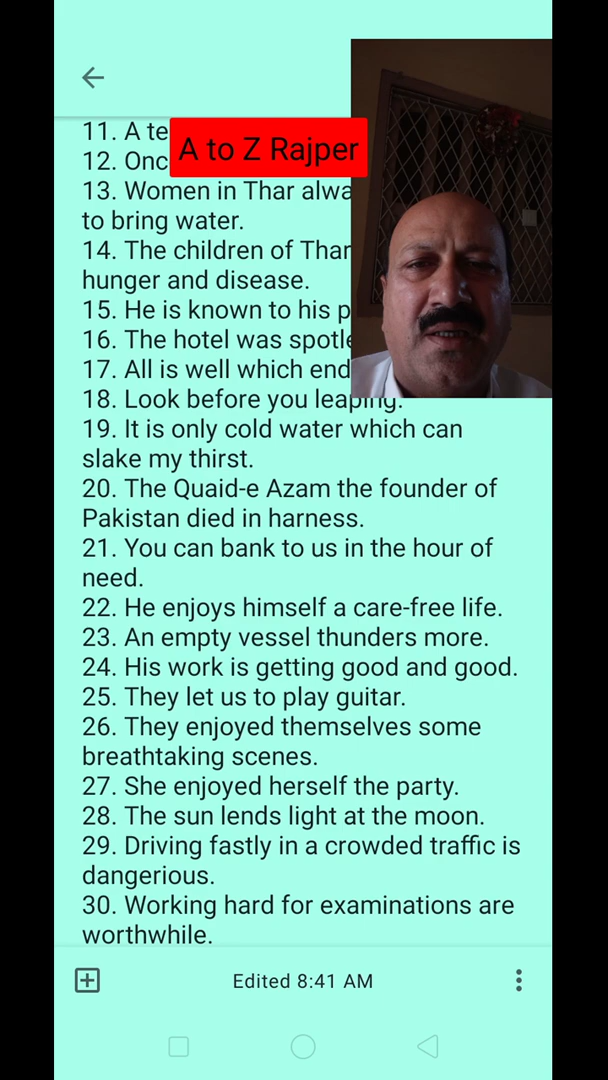 11. A te
A to Z Rajper
12. Onc
13. Women in Thar alwa
to bring water.
14. The children of Thar
hunger and disease.
15. He is known to his p
16. The hotel was spotle
17. All is well which end
18. Look before you leaping.
19. It is only cold water which can
slake my thirst.
20. The Quaid-e Azam the founder of
Pakistan died in harness.
21. You can bank to us in the hour of
need.
22. He enjoys himself a care-free life.
23. An empty vessel thunders more.
24. His work is getting good and good.
25. They let us to play guitar.
26. They enjoyed themselves some
breathtaking scenes.
27. She enjoyed herself the party.
28. The sun lends light at the moon.
29. Driving fastly in a crowded traffic is
dangerious.
30. Working hard for examinations are
worthwhile.
Edited 8:41 AM